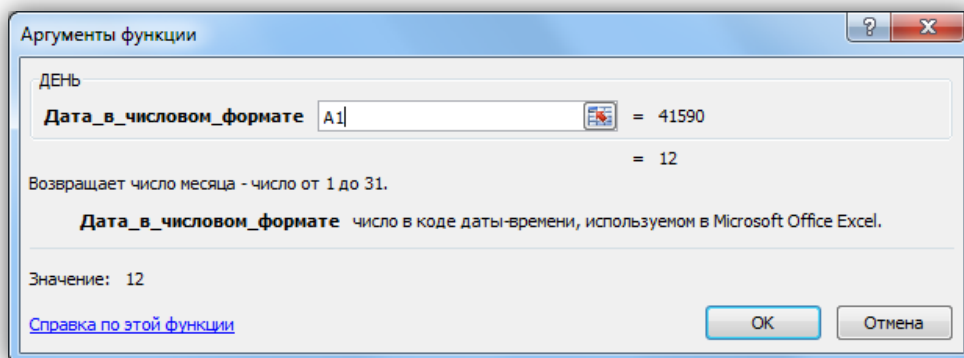 Аргументы функции
ДЕНЬ
Дата_в_числовом_формате A1 = 41590
= 12
Возвращает число месяца - число от 1 до 31.
Дата_в_числовом_формате число в коде даты-времени, используемом в Microsoft Office Excel.
Значение: 12
Справка по этой функции OK Отмена